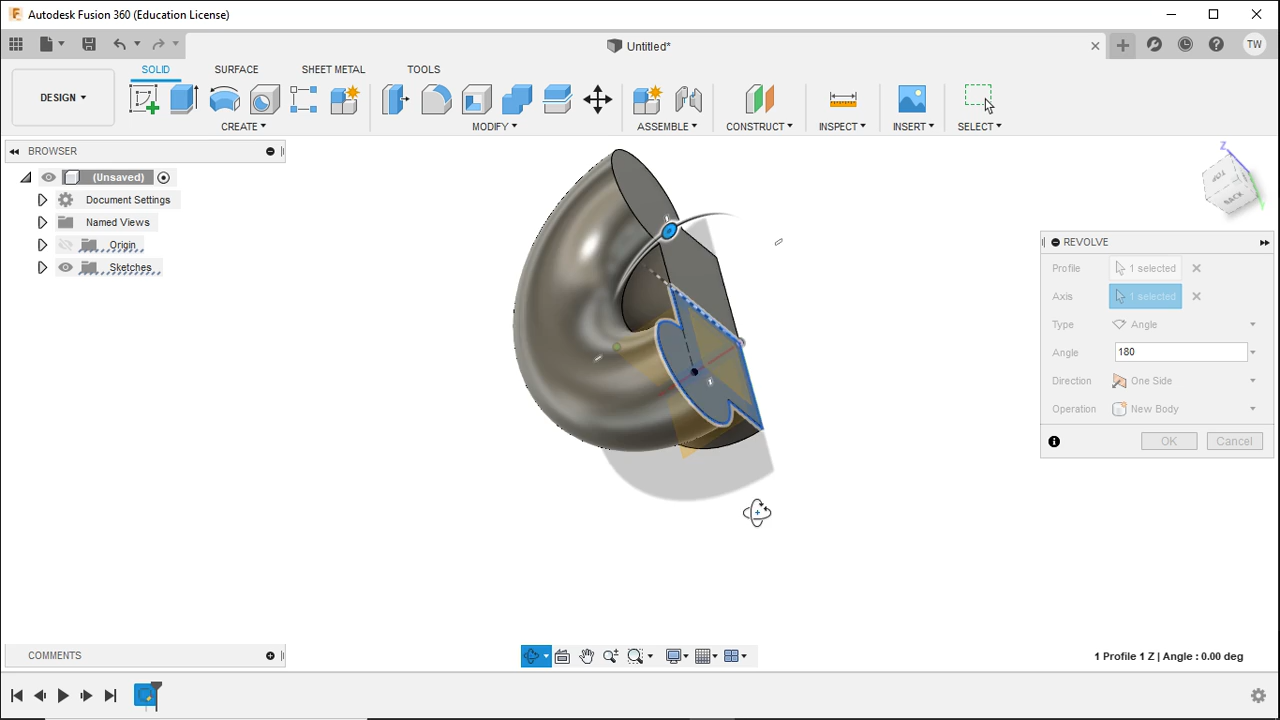 Autodesk Fusion 360 (Education License)
Untitled*
TW
DESIGN
SOLID
SURFACE
SHEET METAL
TOOLS
CREATE
MODIFY
ASSEMBLE
CONSTRUCT
INSPECT
INSERT
SELECT
BROWSER
(Unsaved)
Document Settings
Named Views
Origin
Sketches
Z
TOP
BACK
REVOLVE
Profile 1 selected
Axis 1 selected
Type Angle
Angle 180
Direction One Side
Operation New Body
OK Cancel
COMMENTS
1 Profile 1 Z | Angle : 0.00 deg